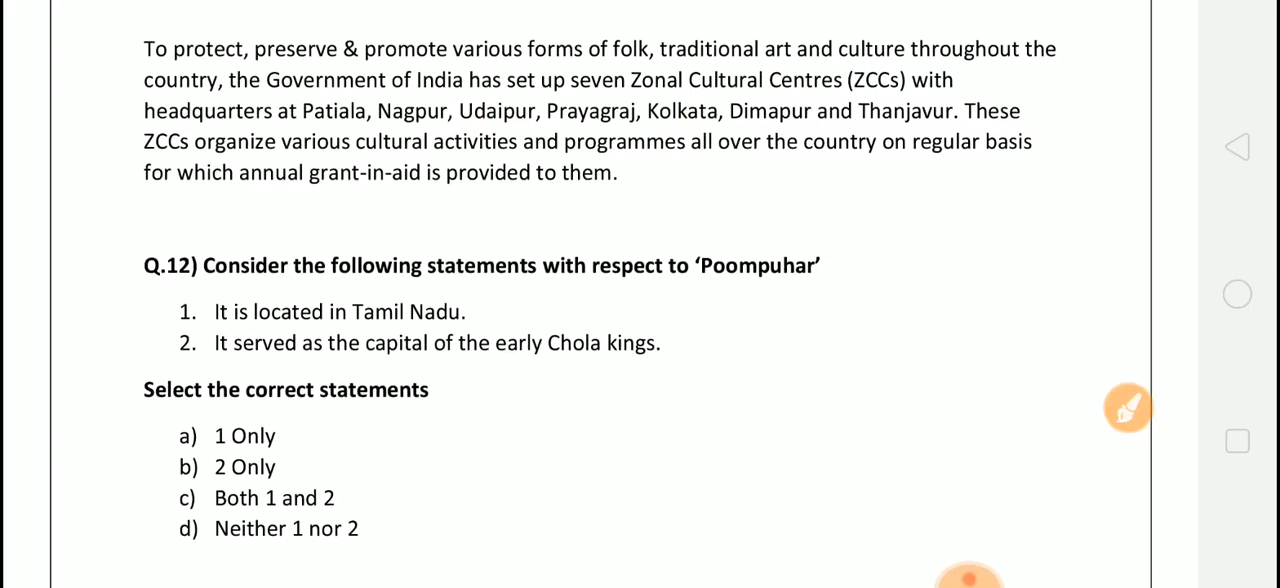 To protect, preserve & promote various forms of folk, traditional art and culture throughout the
country, the Government of India has set up seven Zonal Cultural Centres (ZCCs) with
headquarters at Patiala, Nagpur, Udaipur, Prayagraj, Kolkata, Dimapur and Thanjavur. These
ZCCs organize various cultural activities and programmes all over the country on regular basis
for which annual grant-in-aid is provided to them.
Q.12) Consider the following statements with respect to ‘Poompuhar’
1. It is located in Tamil Nadu.
2. It served as the capital of the early Chola kings.
Select the correct statements
a) 1 Only
b) 2 Only
c) Both 1 and 2
d) Neither 1 nor 2